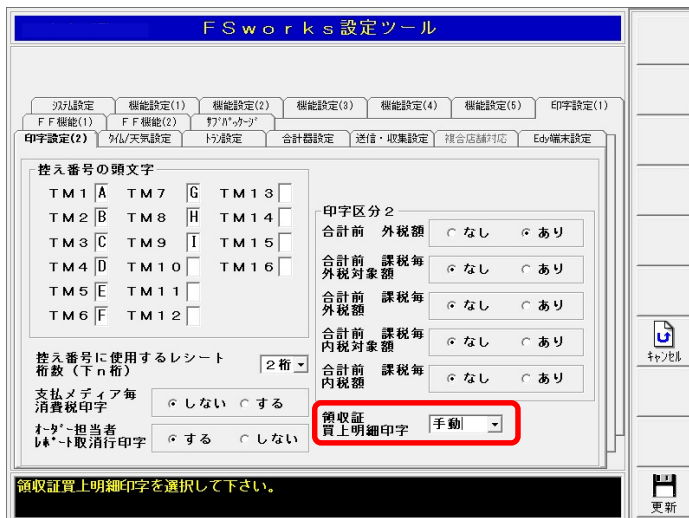 FSworks設定ツール
ｼｽﾃﾑ設定
機能設定(1)
機能設定(2)
機能設定(3)
機能設定(4)
機能設定(5)
印字設定(1)
ＦＦ機能(1)
ＦＦ機能(2)
ｻﾌﾞﾊﾟｯｹｰｼﾞ
印字設定(2)
ﾀｲﾑ/天気設定
ﾄﾗﾝ設定
合計器設定
送信・収集設定
複合店舗対応
Edy端末設定
控え番号の頭文字
TM1 A TM7 G TM13
TM2 B TM8 H TM14
TM3 C TM9 I TM15
TM4 D TM10 TM16
TM5 E TM11
TM6 F TM12
控え番号に使用するレシート
桁数（下ｎ桁）
2桁
支払メディア毎
消費税印字
しない する
ｵｰﾀﾞｰ担当者
ﾚﾎﾟｰﾄ取消行印字
する しない
印字区分２
合計前 外税額
なし あり
合計前 課税毎
外税対象額
なし あり
合計前 課税毎
外税額
なし あり
合計前 課税毎
内税対象額
なし あり
合計前 課税毎
内税額
なし あり
領収証
買上明細印字
手動
領収証買上明細印字を選択して下さい。
ｷｬﾝｾﾙ
更新